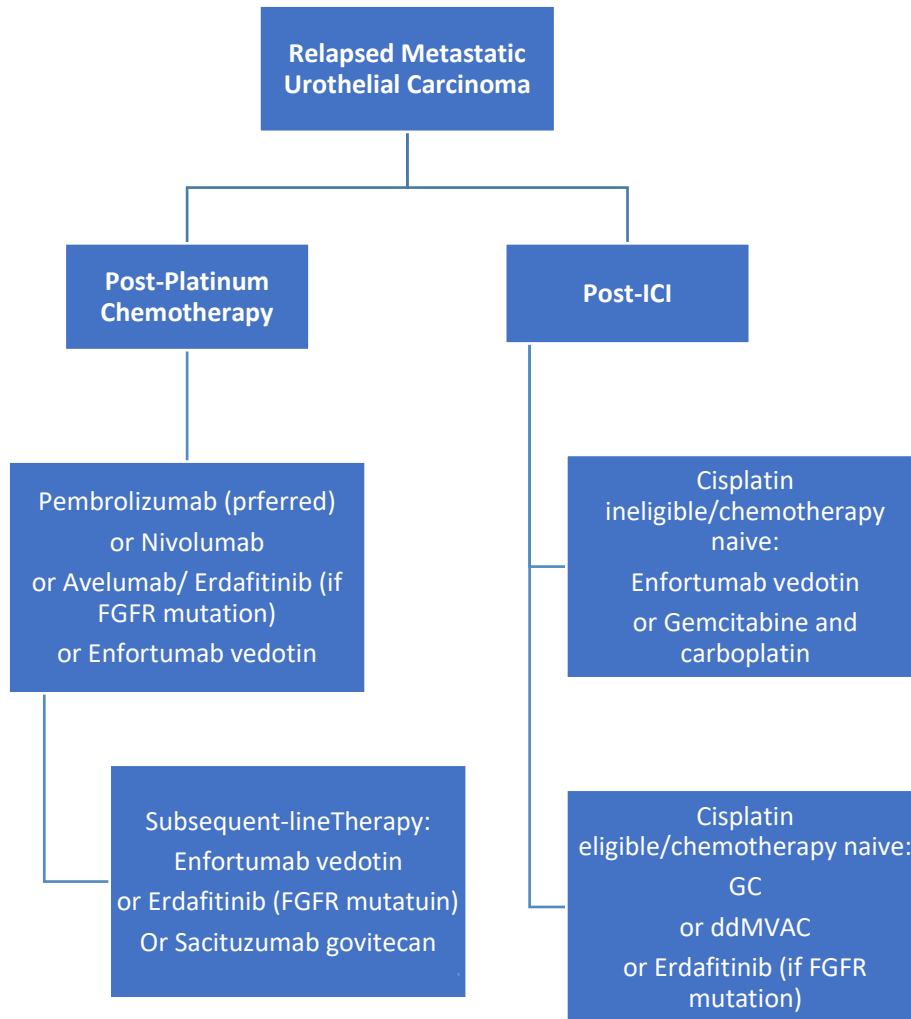 Relapsed Metastatic
Urothelial Carcinoma
Post-Platinum
Chemotherapy
Post-ICI
Pembrolizumab (prferred)
or Nivolumab
or Avelumab/ Erdafitinib (if
FGFR mutation)
or Enfortumab vedotin
Cisplatin
ineligible/chemotherapy
naive:
Enfortumab vedotin
or Gemcitabine and
carboplatin
Subsequent-lineTherapy:
Enfortumab vedotin
or Erdafitinib (FGFR mutatuin)
Or Sacituzumab govitecan
.
Cisplatin
eligible/chemotherapy naive:
GC
or ddMVAC
or Erdafitinib (if FGFR
mutation)